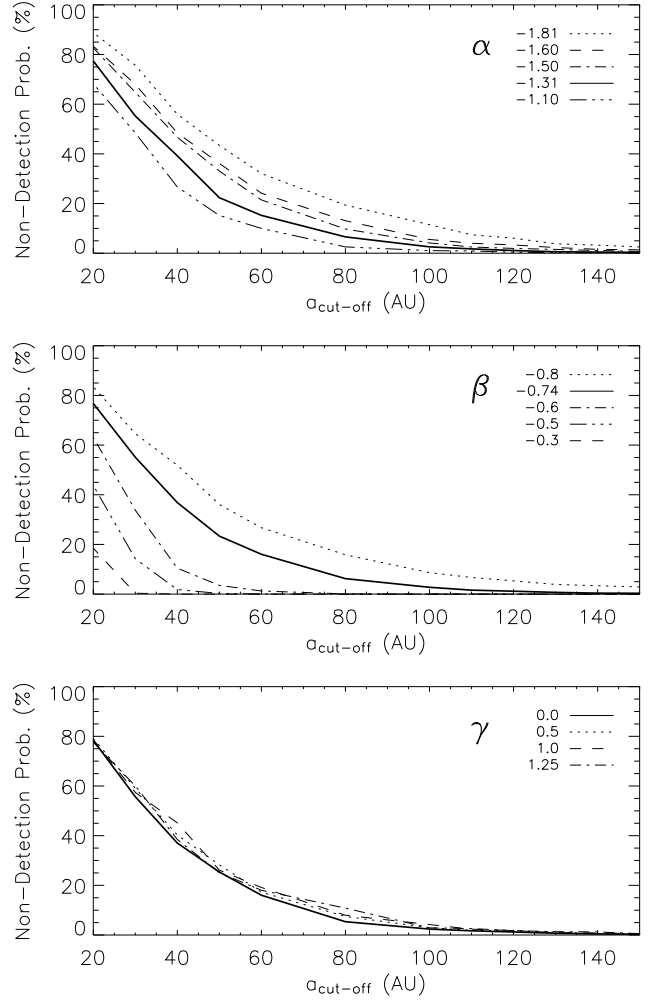 100
80
60
40
20
0
Non-Detection Prob. (%)
α
-1.81
-1.60
-1.50
-1.31
-1.10
20 40 60 80 100 120 140
a_cut-off (AU)
100
80
60
40
20
0
Non-Detection Prob. (%)
β
-0.8
-0.74
-0.6
-0.5
-0.3
20 40 60 80 100 120 140
a_cut-off (AU)
100
80
60
40
20
0
Non-Detection Prob. (%)
γ
0.0
0.5
1.0
1.25
20 40 60 80 100 120 140
a_cut-off (AU)